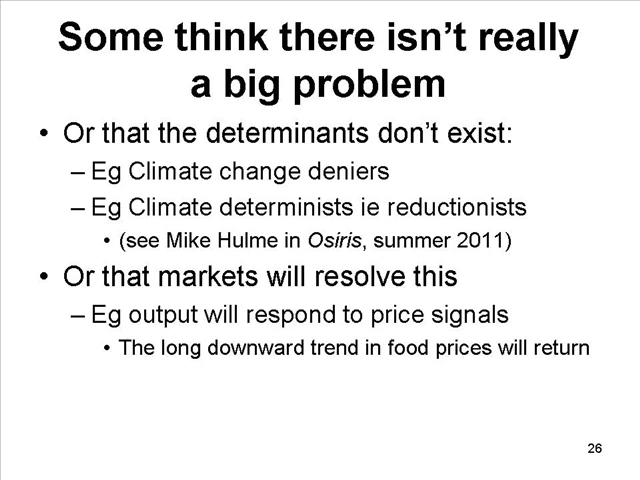 Some think there isn’t really
a big problem
• Or that the determinants don’t exist:
– Eg Climate change deniers
– Eg Climate determinists ie reductionists
• (see Mike Hulme in Osiris, summer 2011)
• Or that markets will resolve this
– Eg output will respond to price signals
• The long downward trend in food prices will return
26